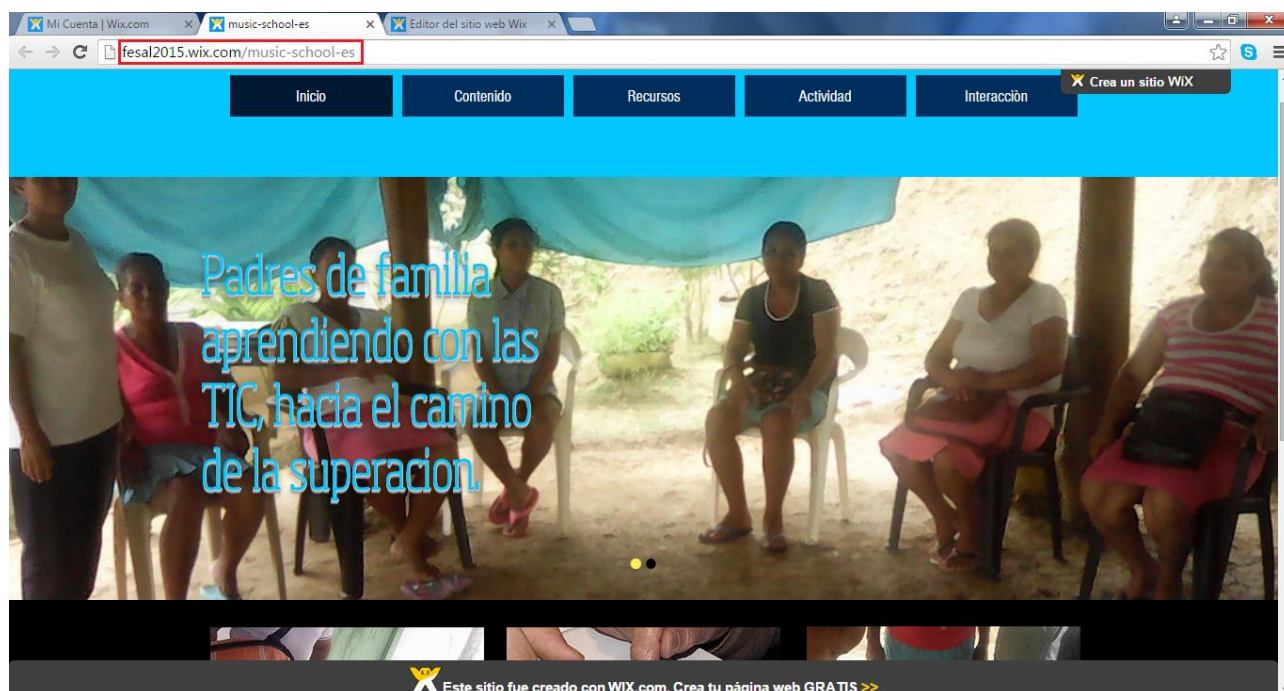 Mi Cuenta | Wix.com
music-school-es
Editor del sitio web Wix
fesal2015.wix.com/music-school-es
Crea un sitio WiX
Inicio
Contenido
Recursos
Actividad
Interacciòn
Padres de familia
aprendiendo con las
TIC, hacia el camino
de la superacion.
Este sitio fue creado con WIX.com. Crea tu página web GRATIS >>